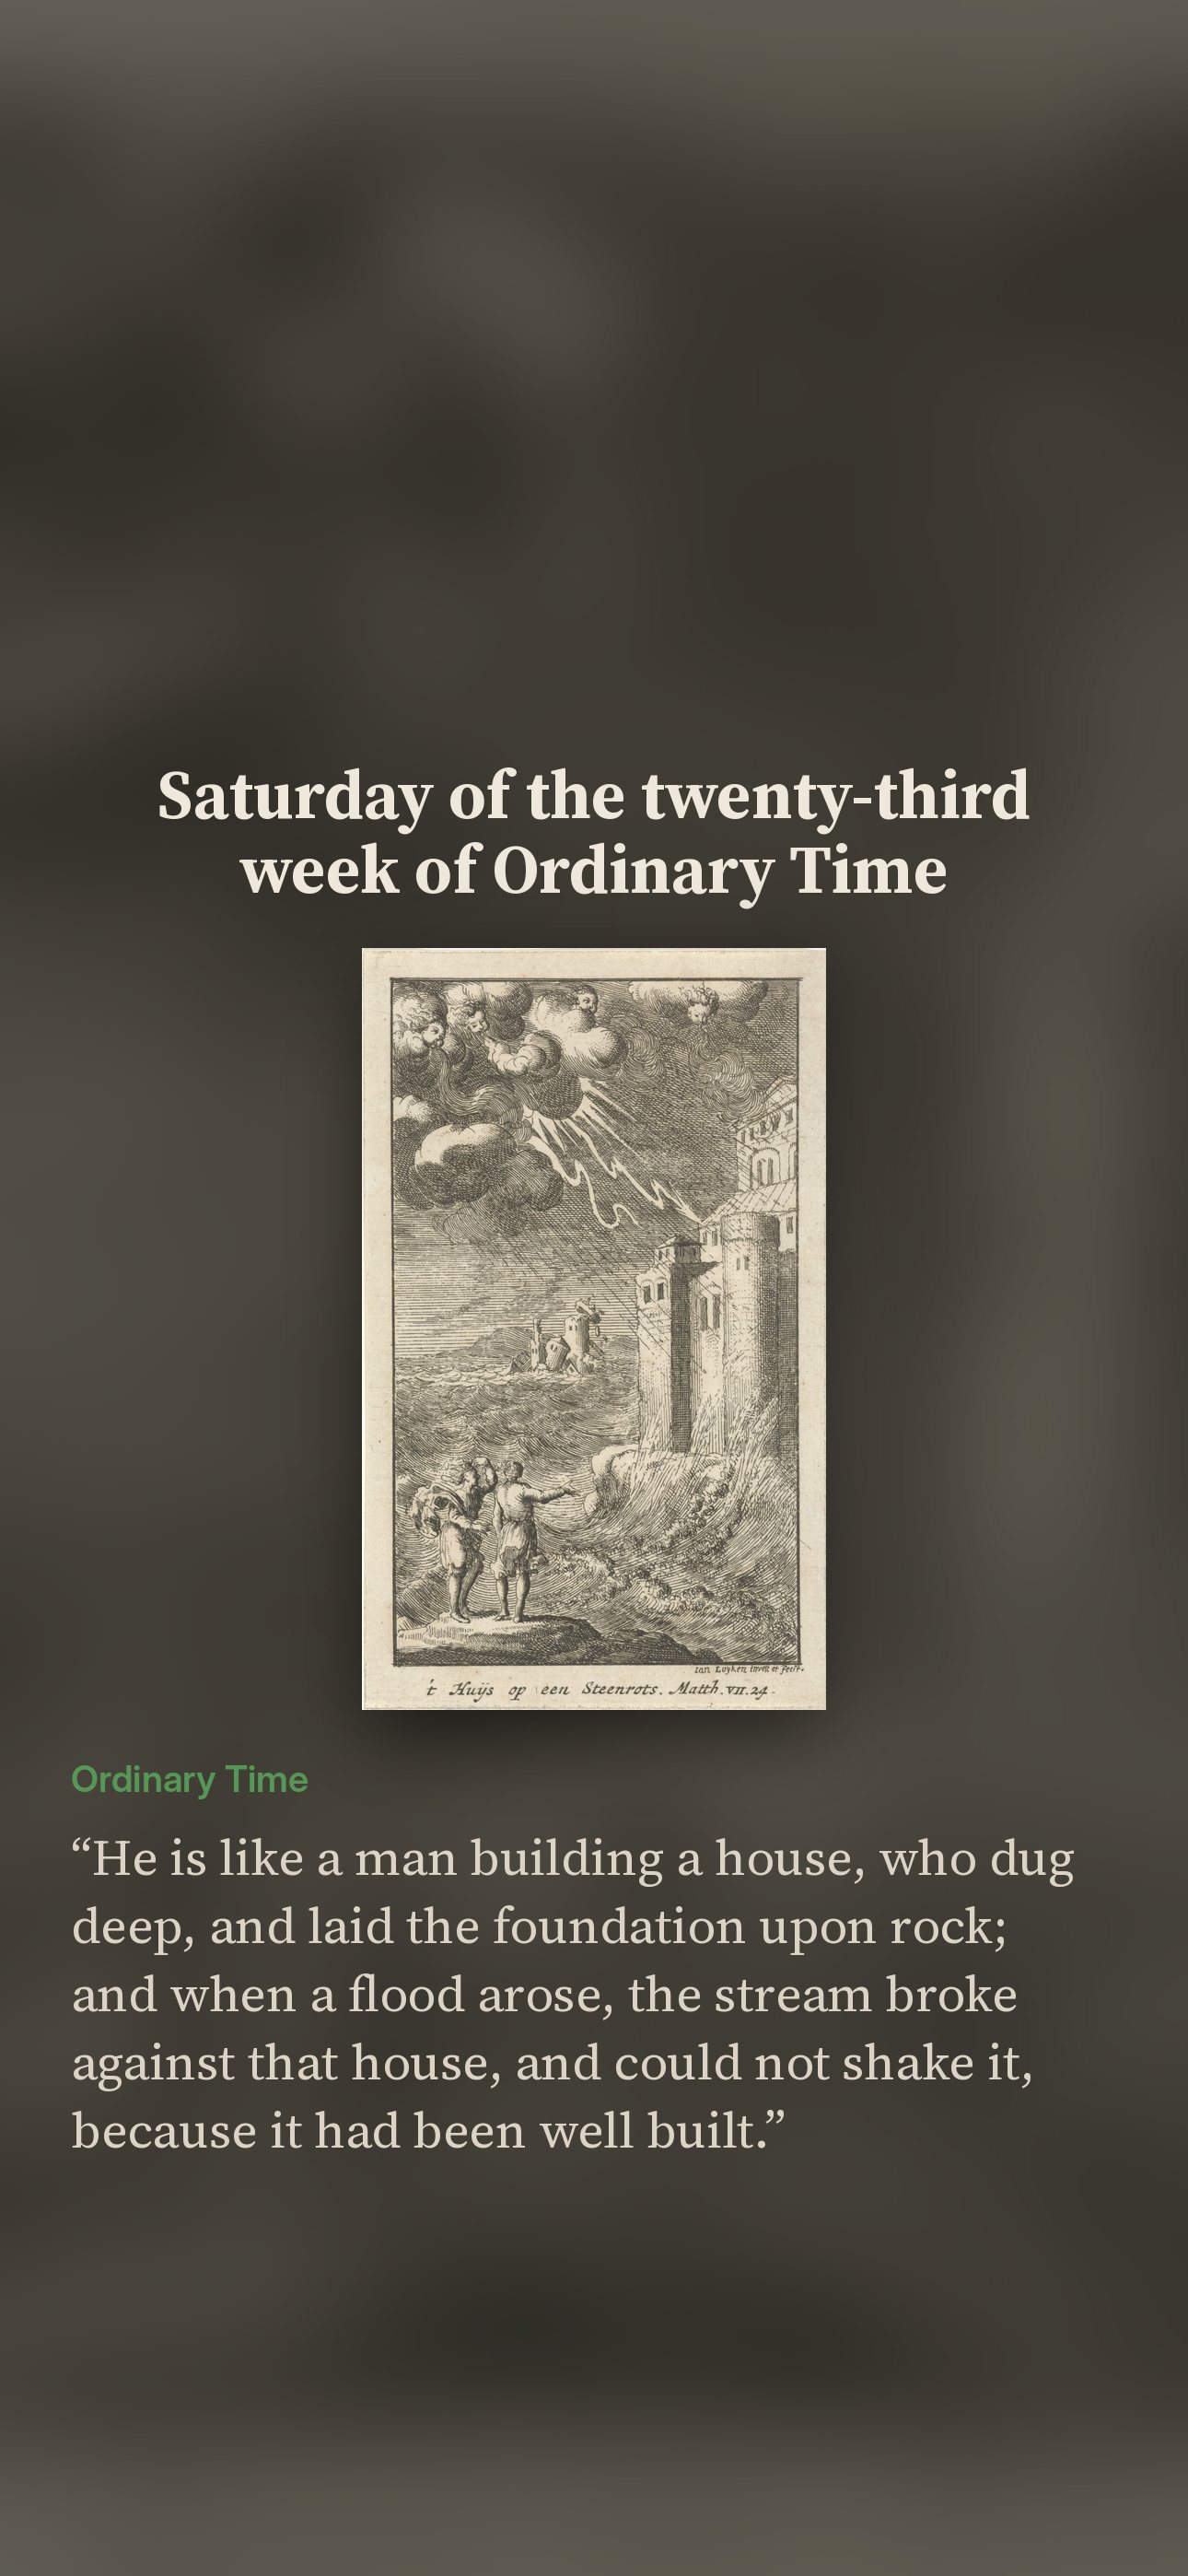 Saturday of the twenty-third
week of Ordinary Time
Ian Luyken invent et fecit.
't Huijs op een Steenrots. Matth. VII. 24.
Ordinary Time
“He is like a man building a house, who dug
deep, and laid the foundation upon rock;
and when a flood arose, the stream broke
against that house, and could not shake it,
because it had been well built.”